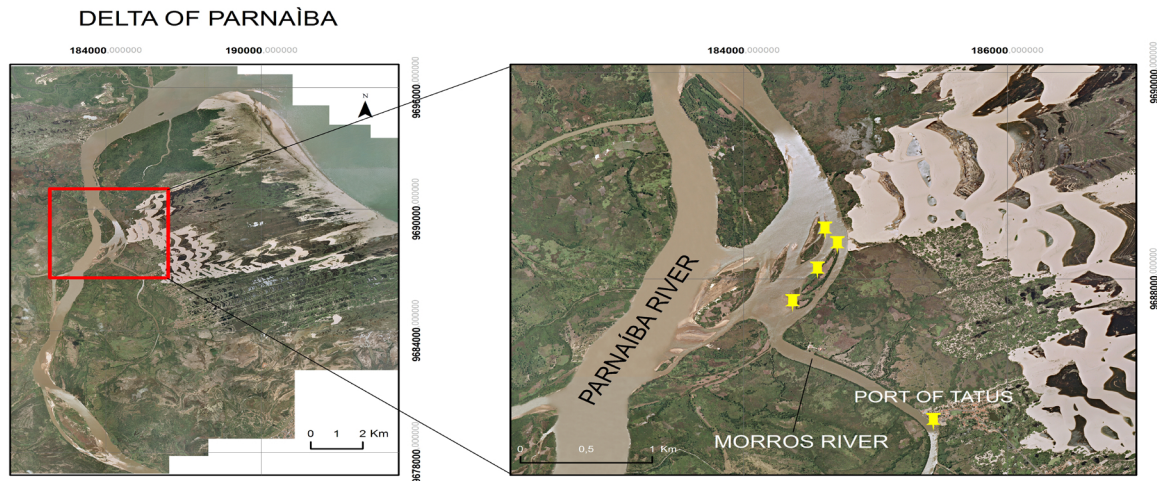 DELTA OF PARNAÌBA
184000,000000
190000,000000
184000,000000
186000,000000
N
9696000,000000
9690000,000000
9684000,000000
9678000,000000
0 1 2 Km
9690000,000000
9688000,000000
PARNAÍBA RIVER
PORT OF TATUS
MORROS RIVER
0 0,5 1 Km